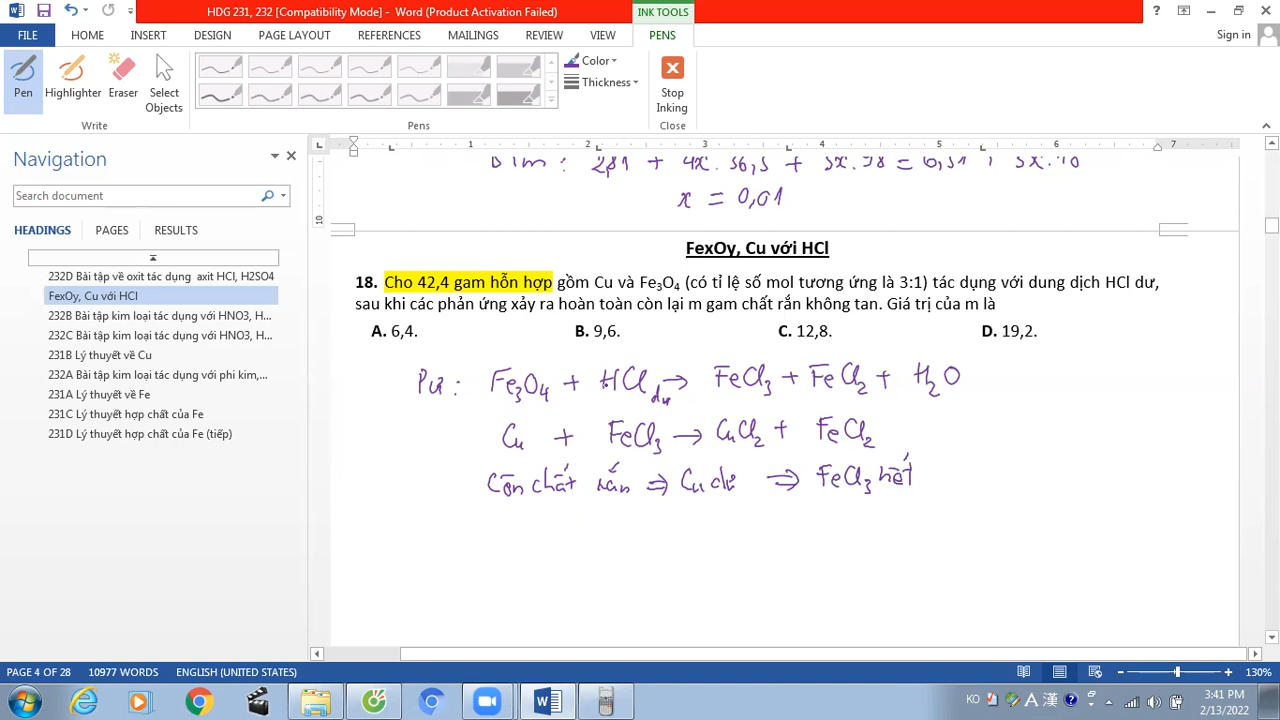 HDG 231, 232 [Compatibility Mode] - Word (Product Activation Failed)
INK TOOLS
FILE HOME INSERT DESIGN PAGE LAYOUT REFERENCES MAILINGS REVIEW VIEW PENS
Sign in
Pen Highlighter Eraser Select Objects
Color
Thickness
Stop Inking
Write Pens Close
Navigation
Search document
HEADINGS PAGES RESULTS
232D Bài tập về oxit tác dụng axit HCl, H2SO4
FexOy, Cu với HCl
232B Bài tập kim loại tác dụng với HNO3, H...
232C Bài tập kim loại tác dụng với HNO3, H...
231B Lý thuyết về Cu
232A Bài tập kim loại tác dụng với phi kim,...
231A Lý thuyết về Fe
231C Lý thuyết hợp chất của Fe
231D Lý thuyết hợp chất của Fe (tiếp)
1 2 3 4 5 6 7
10
x = 0,01
FexOy, Cu với HCl
18. Cho 42,4 gam hỗn hợp gồm Cu và Fe₃O₄ (có tỉ lệ số mol tương ứng là 3:1) tác dụng với dung dịch HCl dư,
sau khi các phản ứng xảy ra hoàn toàn còn lại m gam chất rắn không tan. Giá trị của m là
A. 6,4. B. 9,6. C. 12,8. D. 19,2.
Pư: Fe₃O₄ + HCl dư → FeCl₃ + FeCl₂ + H₂O
Cu + FeCl₃ → CuCl₂ + FeCl₂
Còn chất rắn ⇒ Cu dư ⇒ FeCl₃ hết
PAGE 4 OF 28 10977 WORDS ENGLISH (UNITED STATES) 130%
KO A 漢 3:41 PM
2/13/2022